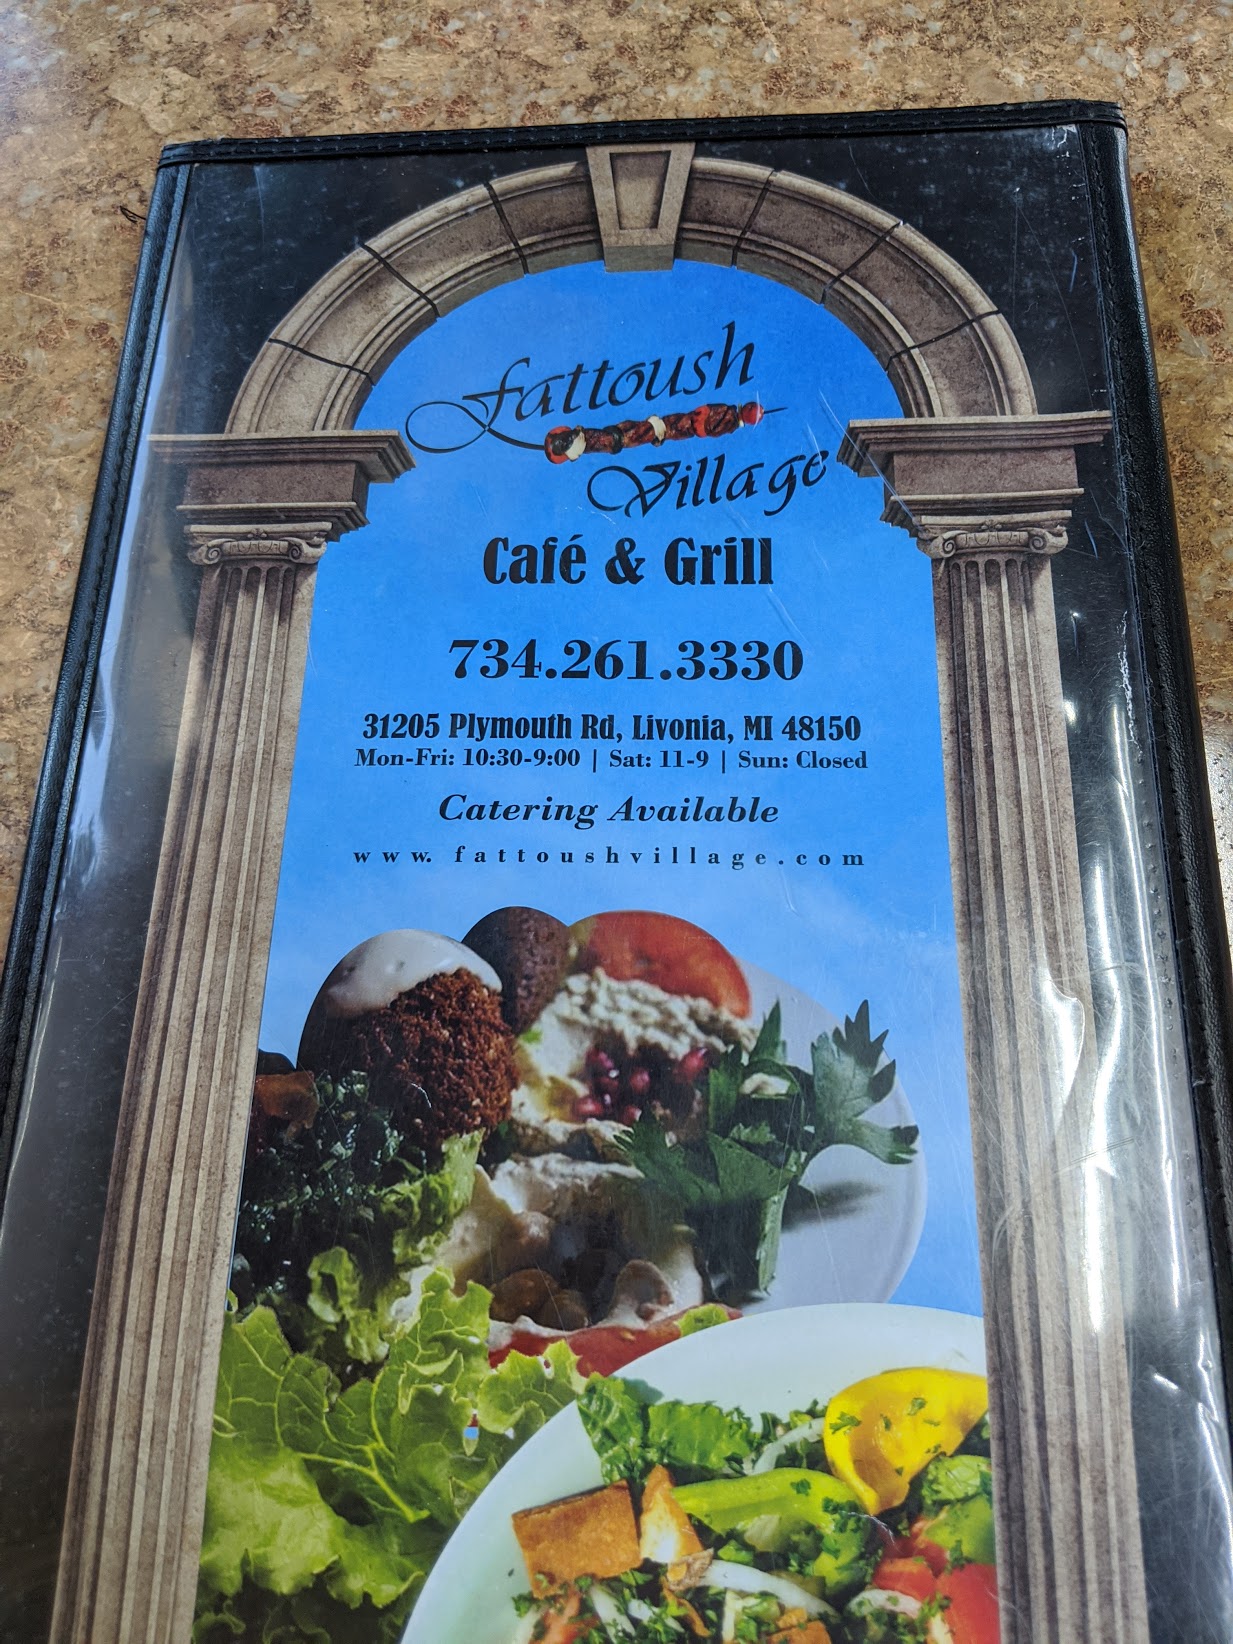 Fattoush
Village
Café & Grill
734.261.3330
31205 Plymouth Rd, Livonia, MI 48150
Mon-Fri: 10:30-9:00 | Sat: 11-9 | Sun: Closed
Catering Available
www.fattoushvillage.com